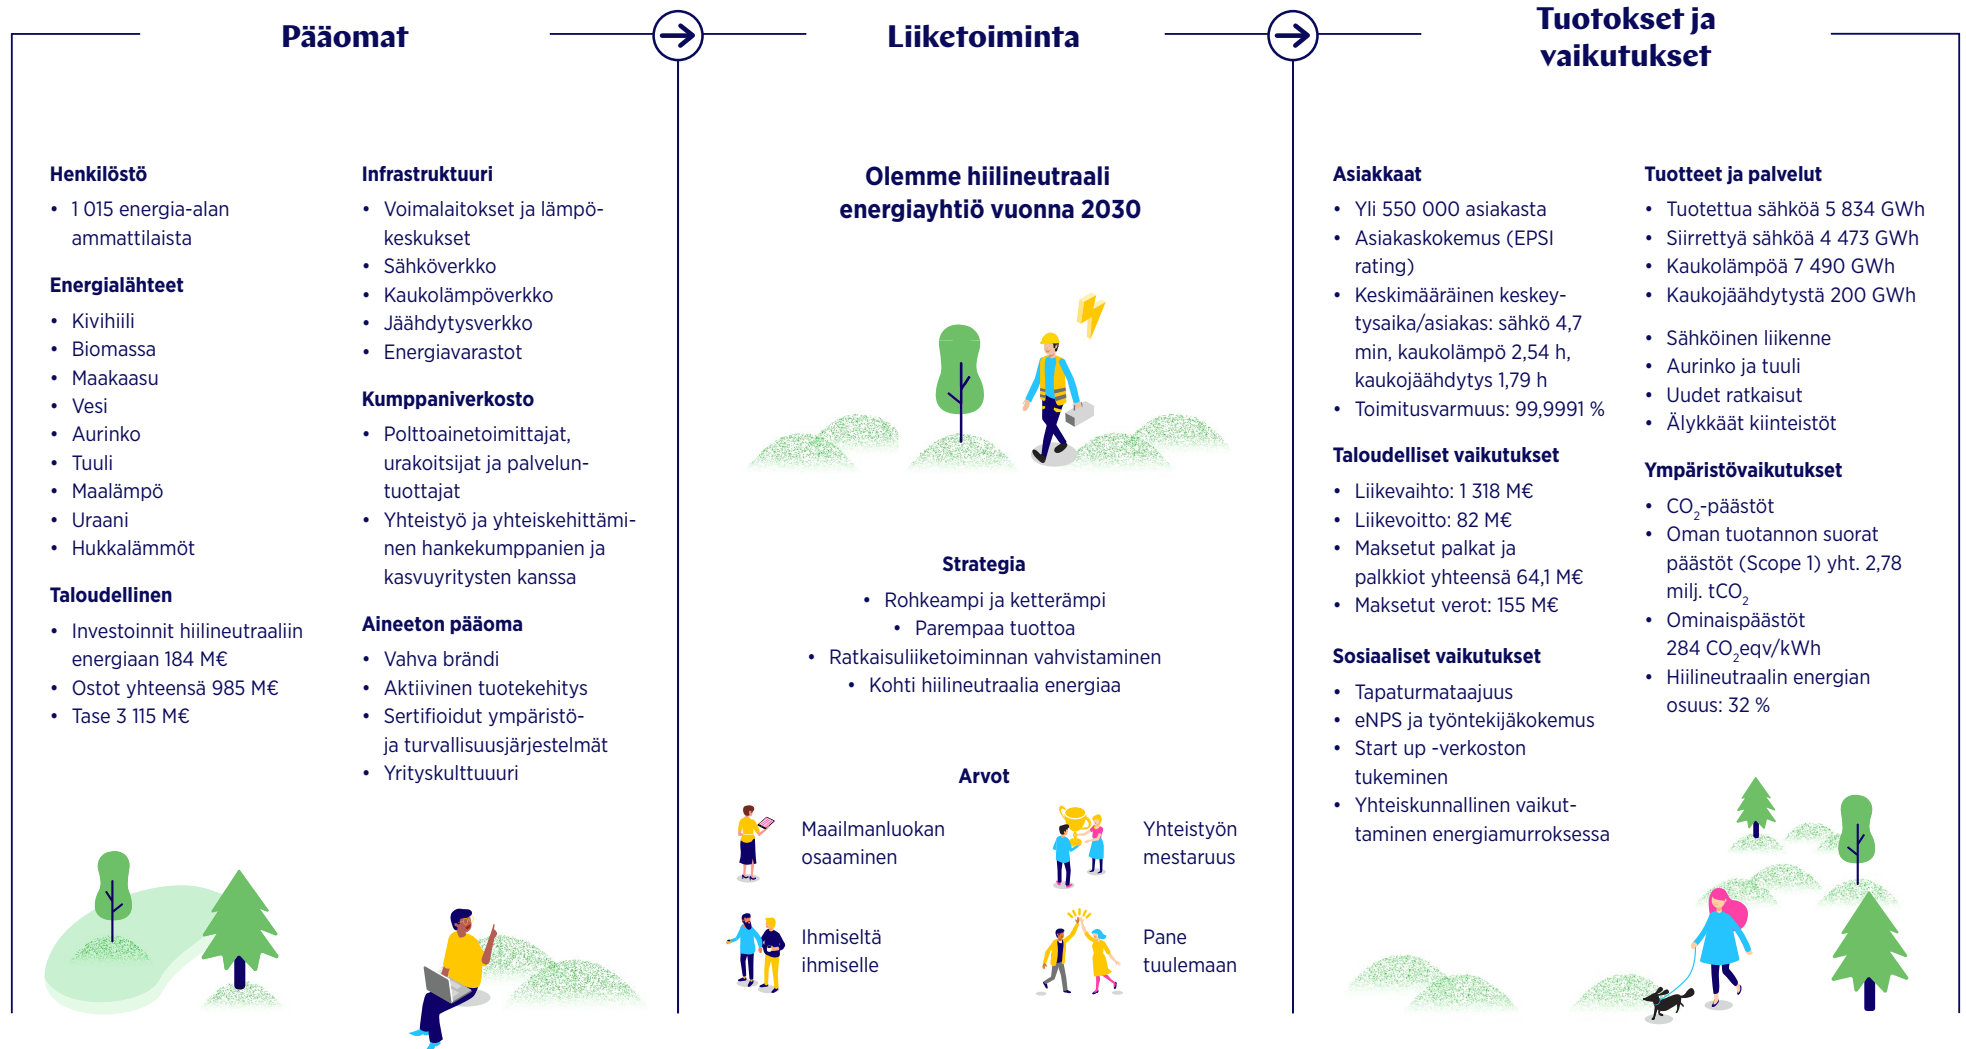 Pääomat
Henkilöstö
• 1 015 energia-alan
ammattilaista
Energialähteet
• Kivihiili
• Biomassa
• Maakaasu
• Vesi
• Aurinko
• Tuuli
• Maalämpö
• Uraani
• Hukkalämmöt
Taloudellinen
• Investoinnit hiilineutraaliin
energiaan 184 M€
• Ostot yhteensä 985 M€
• Tase 3 115 M€
Infrastruktuuri
• Voimalaitokset ja lämpö-
keskukset
• Sähköverkko
• Kaukolämpöverkko
• Jäähdytysverkko
• Energiavarastot
Kumppaniverkosto
• Polttoainetoimittajat,
urakoitsijat ja palvelun-
tuottajat
• Yhteistyö ja yhteiskehittämi-
nen hankekumppanien ja
kasvuyritysten kanssa
Aineeton pääoma
• Vahva brändi
• Aktiivinen tuotekehitys
• Sertifioidut ympäristö-
ja turvallisuusjärjestelmät
• Yrityskulttuuuri
Liiketoiminta
Olemme hiilineutraali
energiayhtiö vuonna 2030
Strategia
• Rohkeampi ja ketterämpi
• Parempaa tuottoa
• Ratkaisuliiketoiminnan vahvistaminen
• Kohti hiilineutraalia energiaa
Arvot
Maailmanluokan
osaaminen
Yhteistyön
mestaruus
Ihmiseltä
ihmiselle
Pane
tuulemaan
Tuotokset ja
vaikutukset
Asiakkaat
• Yli 550 000 asiakasta
• Asiakaskokemus (EPSI
rating)
• Keskimääräinen keskey-
tysaika/asiakas: sähkö 4,7
min, kaukolämpö 2,54 h,
kaukojäähdytys 1,79 h
• Toimitusvarmuus: 99,9991 %
Taloudelliset vaikutukset
• Liikevaihto: 1 318 M€
• Liikevoitto: 82 M€
• Maksetut palkat ja
palkkiot yhteensä 64,1 M€
• Maksetut verot: 155 M€
Sosiaaliset vaikutukset
• Tapaturmataajuus
• eNPS ja työntekijäkokemus
• Start up -verkoston
tukeminen
• Yhteiskunnallinen vaikut-
taminen energiamurroksessa
Tuotteet ja palvelut
• Tuotettua sähköä 5 834 GWh
• Siirrettyä sähköä 4 473 GWh
• Kaukolämpöä 7 490 GWh
• Kaukojäähdytystä 200 GWh
• Sähköinen liikenne
• Aurinko ja tuuli
• Uudet ratkaisut
• Älykkäät kiinteistöt
Ympäristövaikutukset
• CO₂-päästöt
• Oman tuotannon suorat
päästöt (Scope 1) yht. 2,78
milj. tCO₂
• Ominaispäästöt
284 CO₂eqv/kWh
• Hiilineutraalin energian
osuus: 32 %